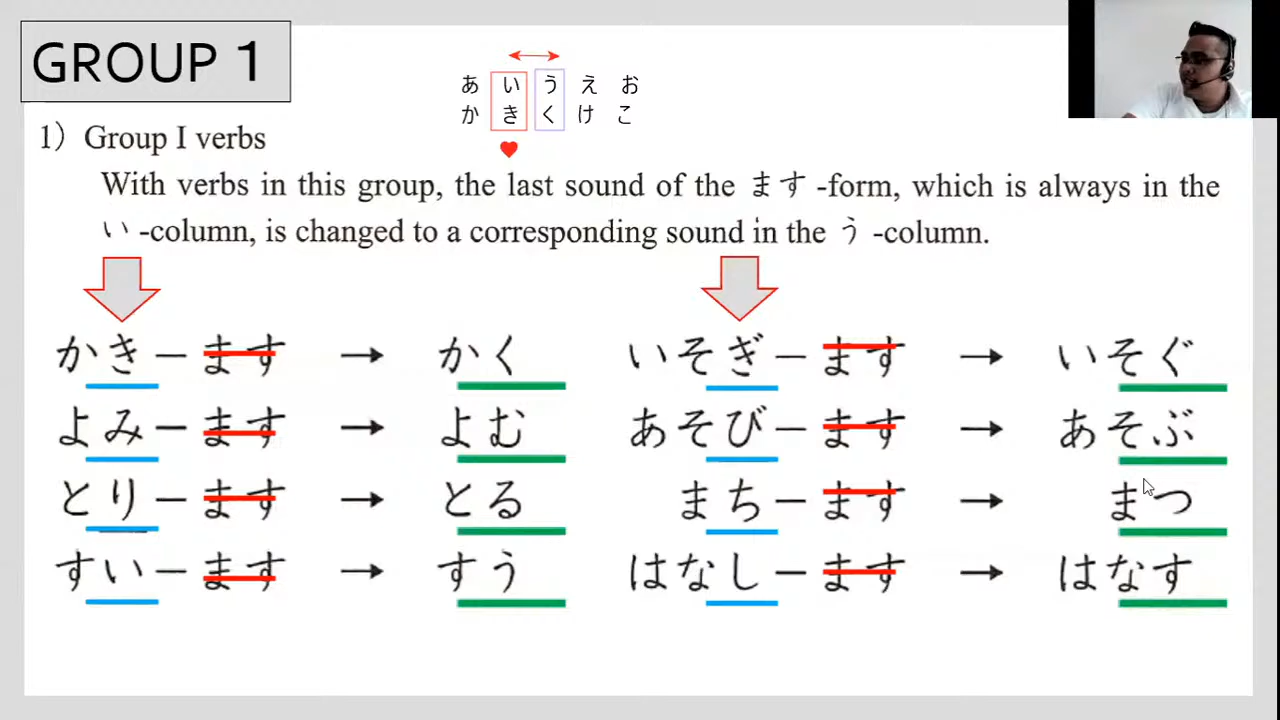 GROUP 1
あ い う え お
か き く け こ
1) Group I verbs
With verbs in this group, the last sound of the ます -form, which is always in the
い -column, is changed to a corresponding sound in the う -column.
かき – ます → かく いそぎ – ます → いそぐ
よみ – ます → よむ あそび – ます → あそぶ
とり – ます → とる まち – ます → まつ
すい – ます → すう はなし – ます → はなす